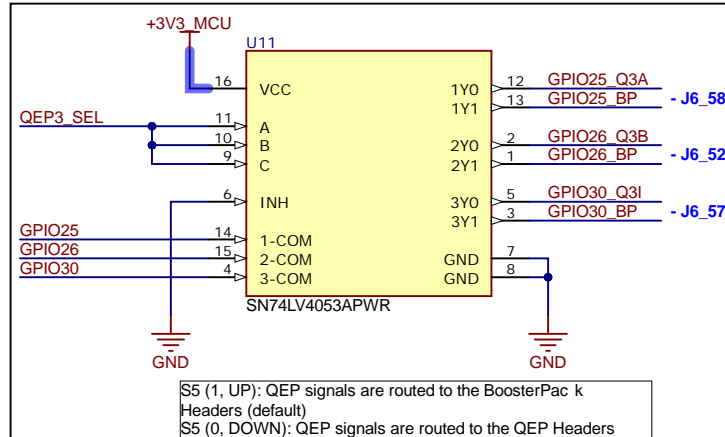 +3V3_MCU
U11
16 VCC
1Y0 12 GPIO25_Q3A
1Y1 13 GPIO25_BP
- J6_58
QEP3_SEL
11 A
10 B
9 C
2Y0 2 GPIO26_Q3B
2Y1 1 GPIO26_BP
- J6_52
6 INH
3Y0 5 GPIO30_Q3I
3Y1 3 GPIO30_BP
- J6_57
GPIO25 14 1-COM
GPIO26 15 2-COM
GPIO30 4 3-COM
GND 7
GND 8
SN74LV4053APWR
GND
GND
S5 (1, UP): QEP signals are routed to the BoosterPac k
Headers (default)
S5 (0, DOWN): QEP signals are routed to the QEP Headers